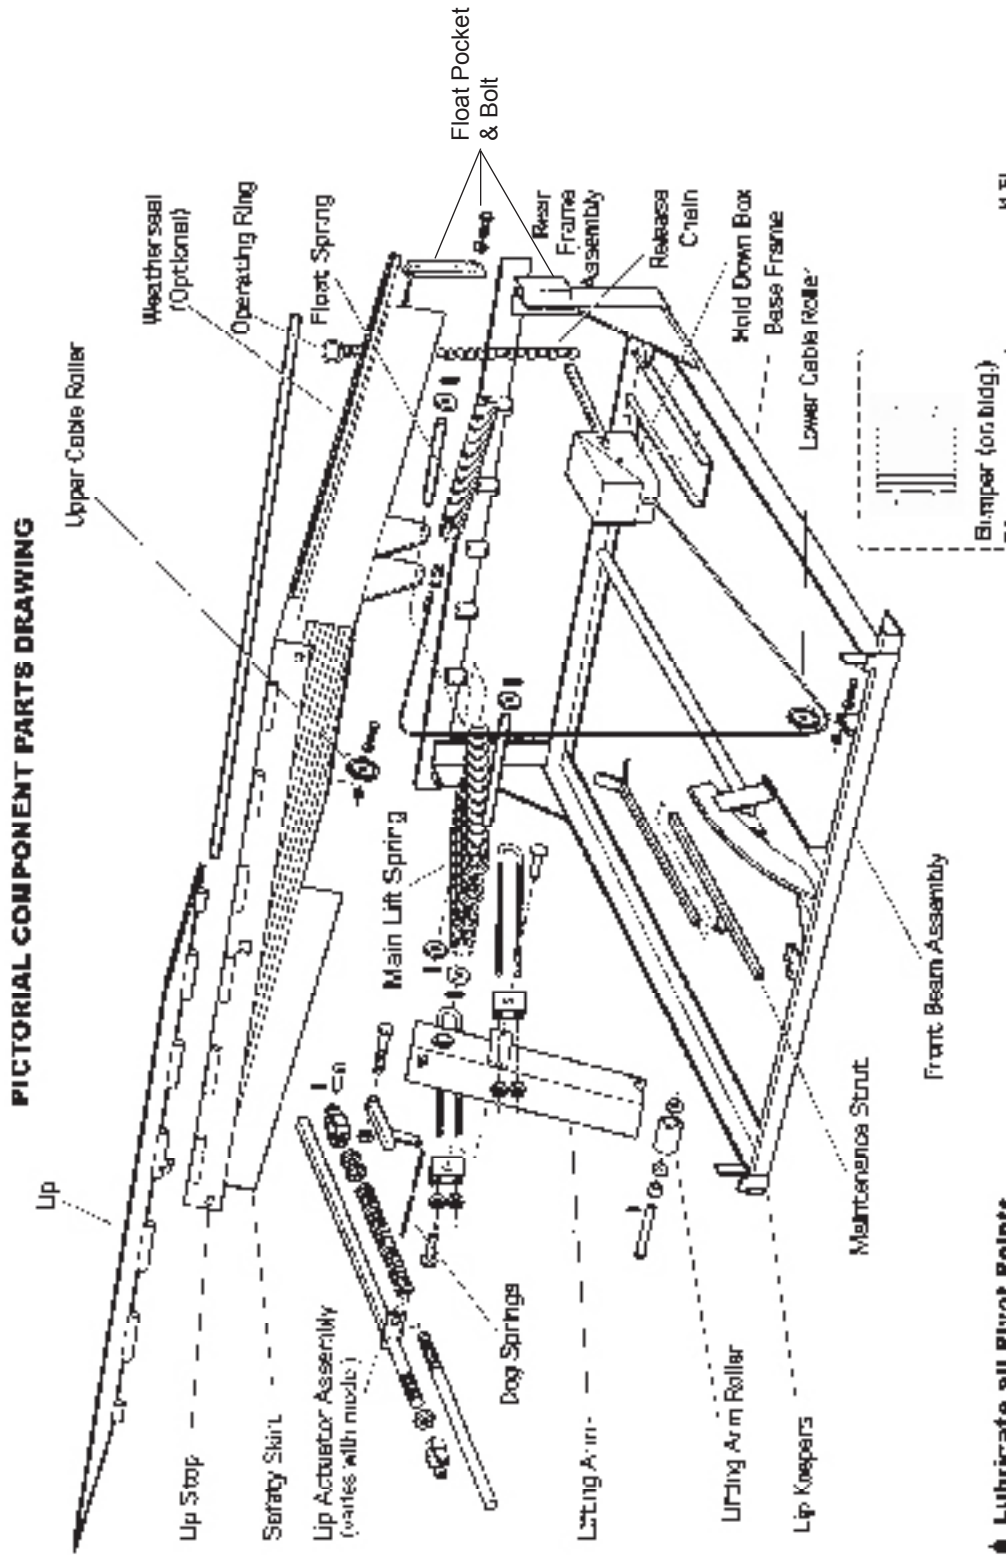 PICTORIAL COMPONENT PARTS DRAWING
Lip
Upper Cable Roller
Weatherseal
(Optional)
Operating Ring
Float Spring
Float Pocket
& Bolt
Rear
Frame
Assembly
Release
Chain
Hold Down Box
Base Frame
Lower Cable Roller
Bumper (on bldg.)
Main Lift Spring
Lip Stop
Safety Skirt
Lip Actuator Assembly
(varies with model)
Dog Springs
Lifting Arm
Lifting Arm Roller
Lip Keepers
Maintenance Strut
Front Beam Assembly
Lubricate all Pivot Points